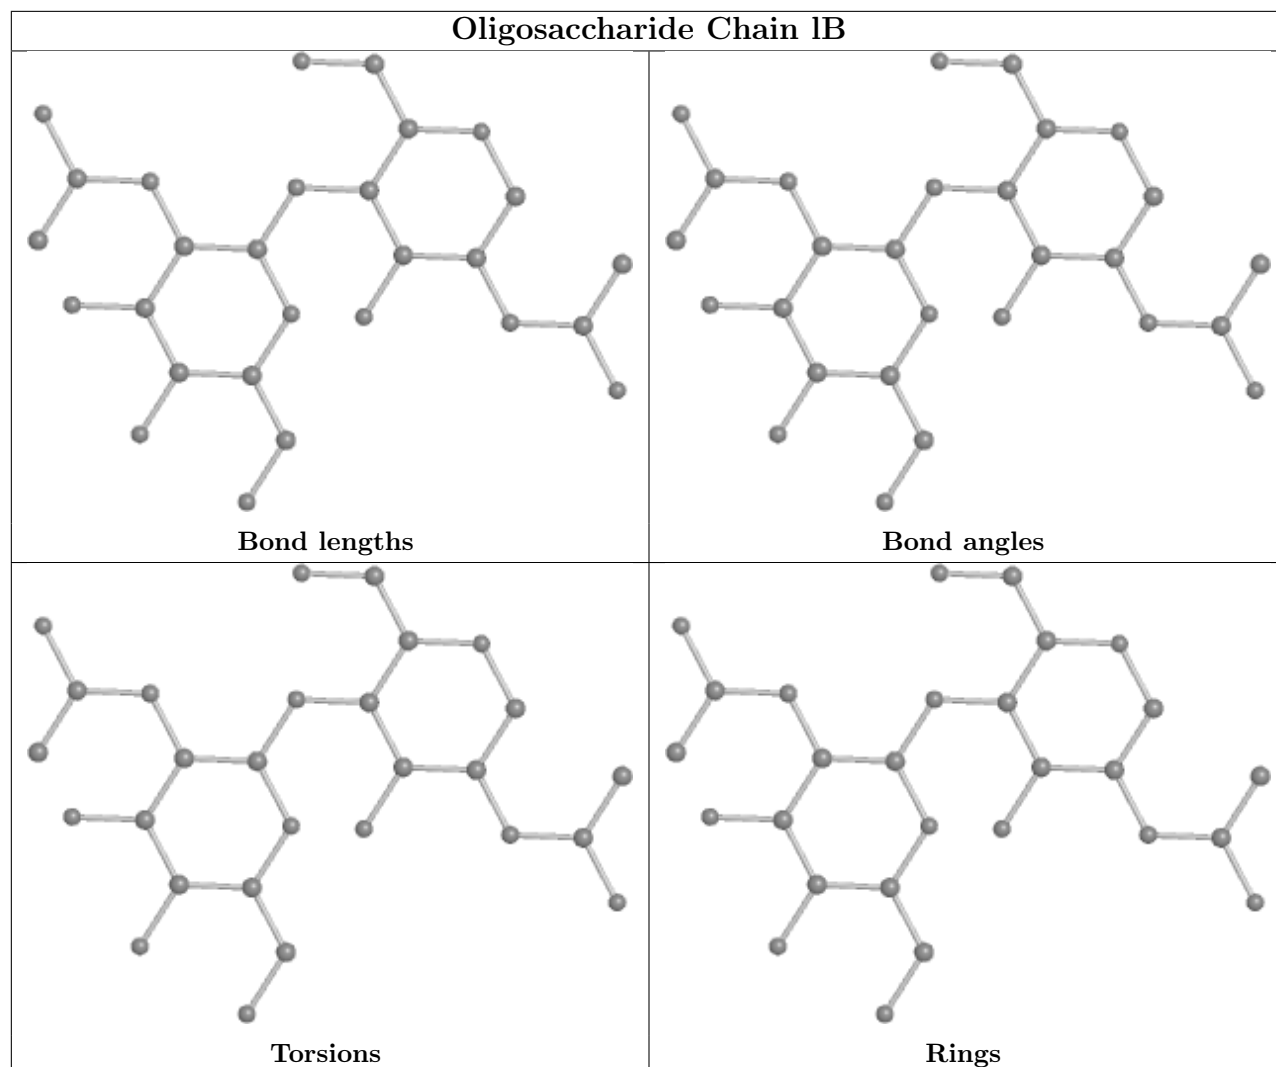 Oligosaccharide Chain lB
Bond lengths
Bond angles
Torsions
Rings